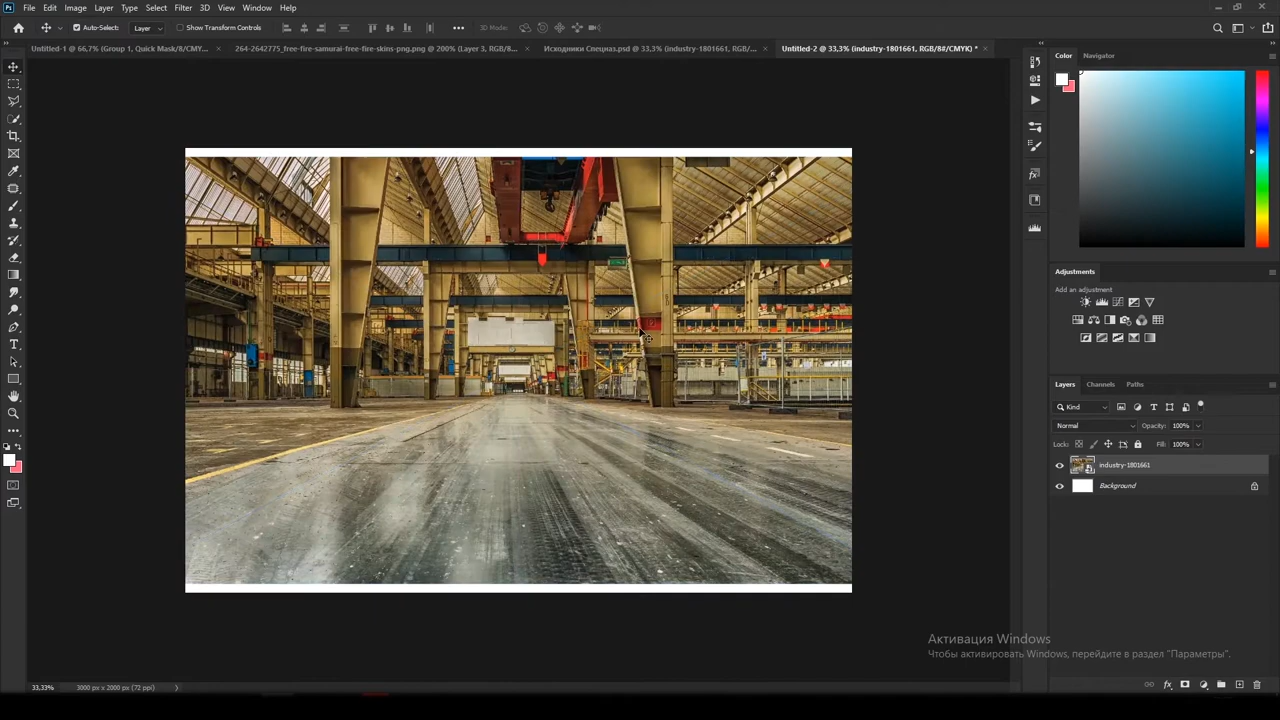 File Edit Image Layer Type Select Filter 3D View Window Help
Auto-Select: Layer Show Transform Controls 3D Mode:
Untitled-1 @ 66,7% (Group 1, Quick Mask/8/CMY... × 264-2642775_free-fire-samurai-free-fire-skins-png.png @ 200% (Layer 3, RGB/8... × Исходники Спецназ.psd @ 33,3% (industry-1801661, RGB/... × Untitled-2 @ 33,3% (industry-1801661, RGB/8#/CMYK) * ×
Color Navigator
Adjustments
Add an adjustment
Layers Channels Paths
Kind
Normal Opacity: 100%
Lock: Fill: 100%
industry-1801661
Background
Активация Windows
Чтобы активировать Windows, перейдите в раздел "Параметры".
33,33% 3000 px x 2000 px (72 ppi)